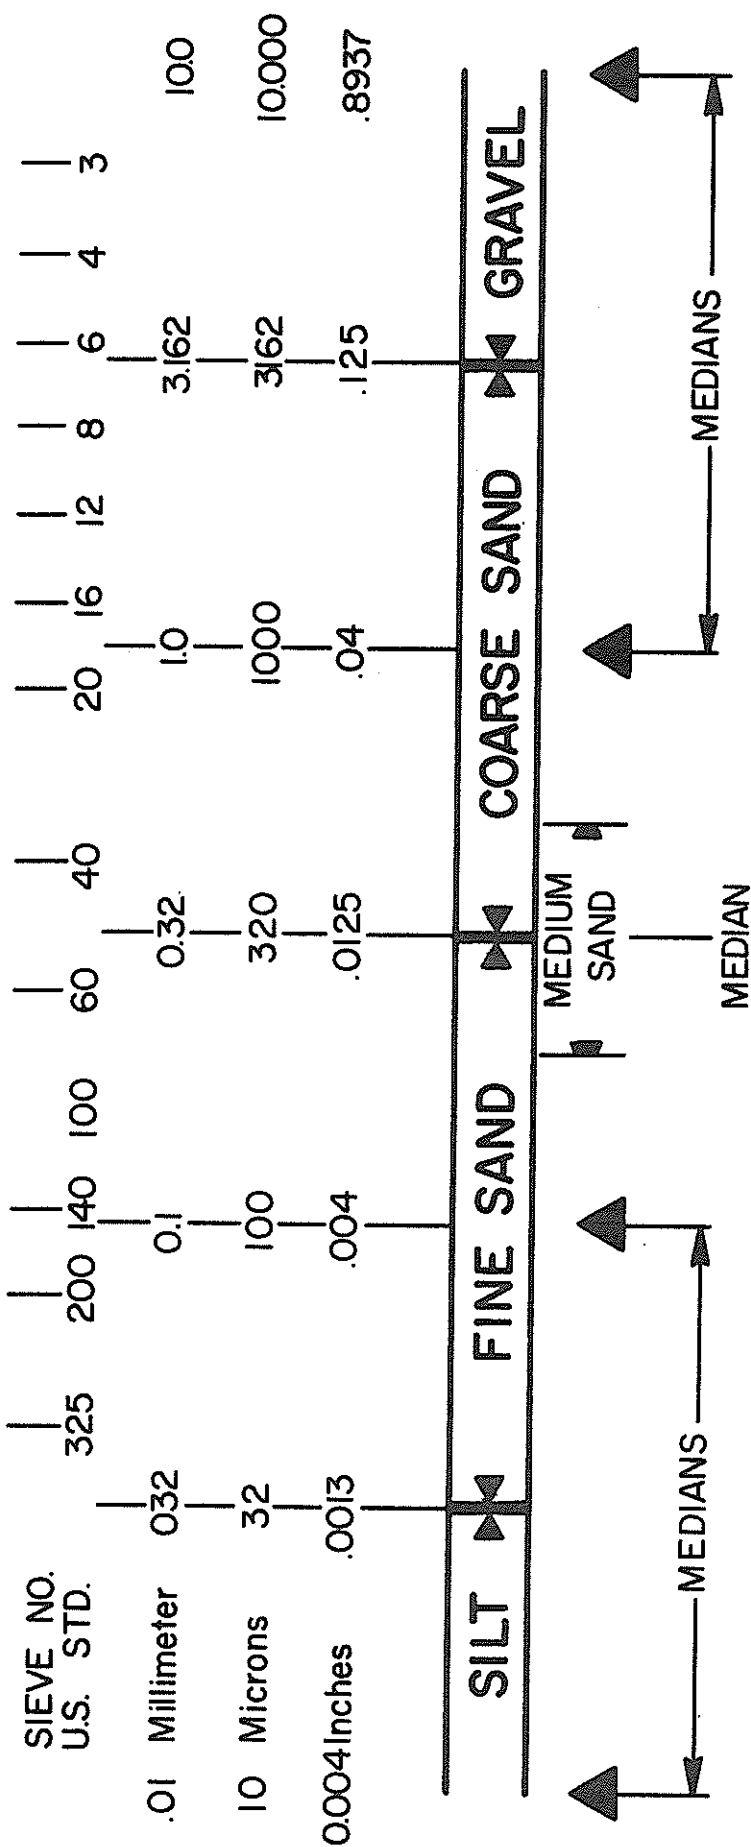 SIEVE NO. 325 200 140 100 60 40 20 16 12 8 6 4 3
U.S. STD.
.01 Millimeter 032 0.1 0.32 1.0 3.162 10.0
10 Microns 32 100 320 1000 3162 10.000
0.004 Inches .0013 .004 .0125 .04 .125 .8937
SILT FINE SAND COARSE SAND GRAVEL
MEDIUM
SAND
MEDIANS MEDIANS
MEDIAN